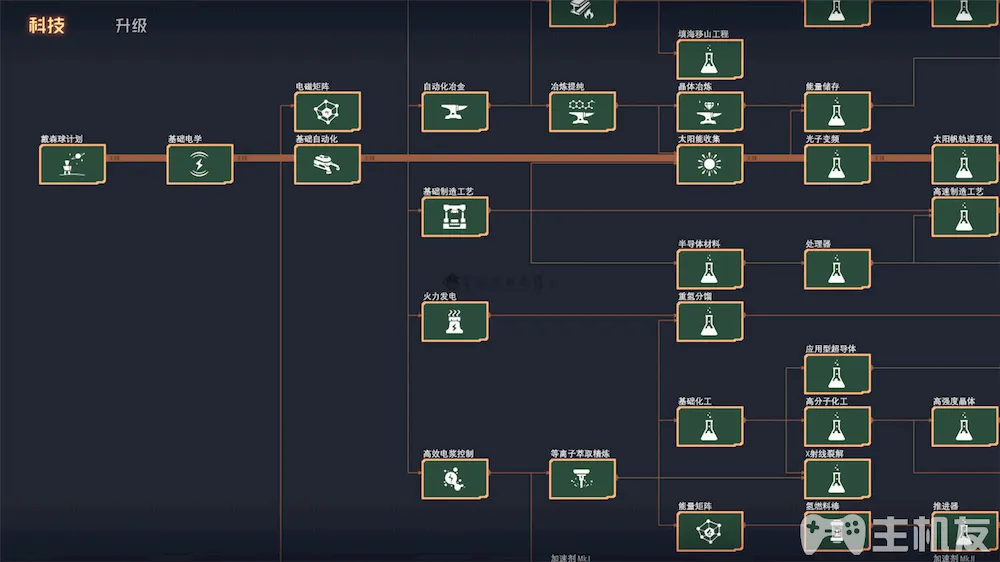 科技
升级
填海移山工程
电磁矩阵
自动化冶金
冶炼提纯
晶体冶炼
能量储存
戴森球计划
基础电学
基础自动化
太阳能收集
光子变频
太阳帆轨道系统
基础制造工艺
高速制造工艺
半导体材料
处理器
火力发电
重氢分馏
应用型超导体
基础化工
高分子化工
高强度晶体
高效电浆控制
等离子萃取精炼
X射线裂解
能量矩阵
氢燃料棒
推进器
主机友
加速剂 Mk.I
加速剂 Mk.II